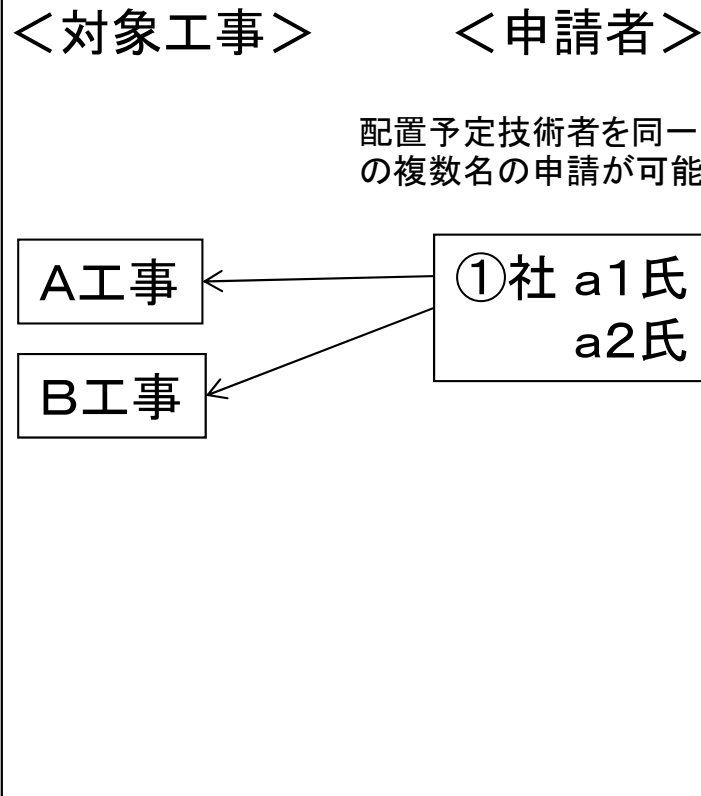 ＜対象工事＞
＜申請者＞
配置予定技術者を同一
の複数名の申請が可能
A工事
①社 a1氏
a2氏
B工事